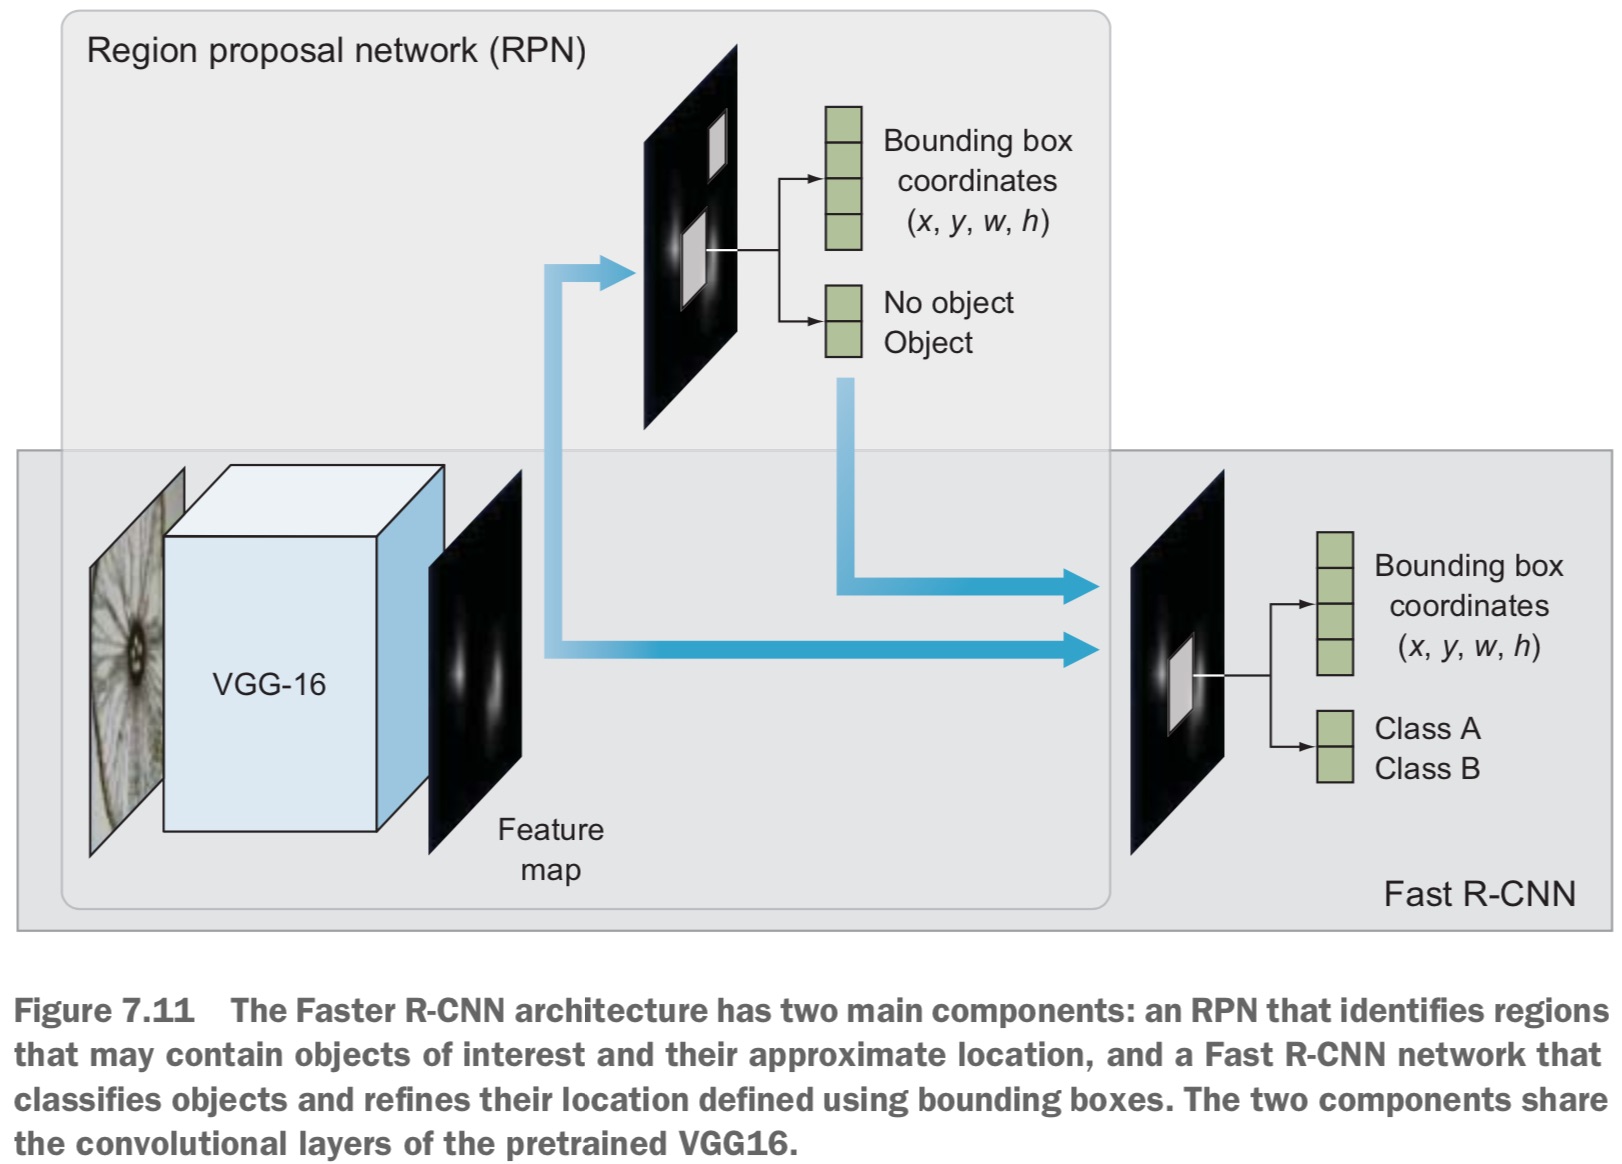 Region proposal network (RPN)
Bounding box
coordinates
(x, y, w, h)
No object
Object
VGG-16
Feature
map
Bounding box
coordinates
(x, y, w, h)
Class A
Class B
Fast R-CNN
Figure 7.11 The Faster R-CNN architecture has two main components: an RPN that identifies regions
that may contain objects of interest and their approximate location, and a Fast R-CNN network that
classifies objects and refines their location defined using bounding boxes. The two components share
the convolutional layers of the pretrained VGG16.